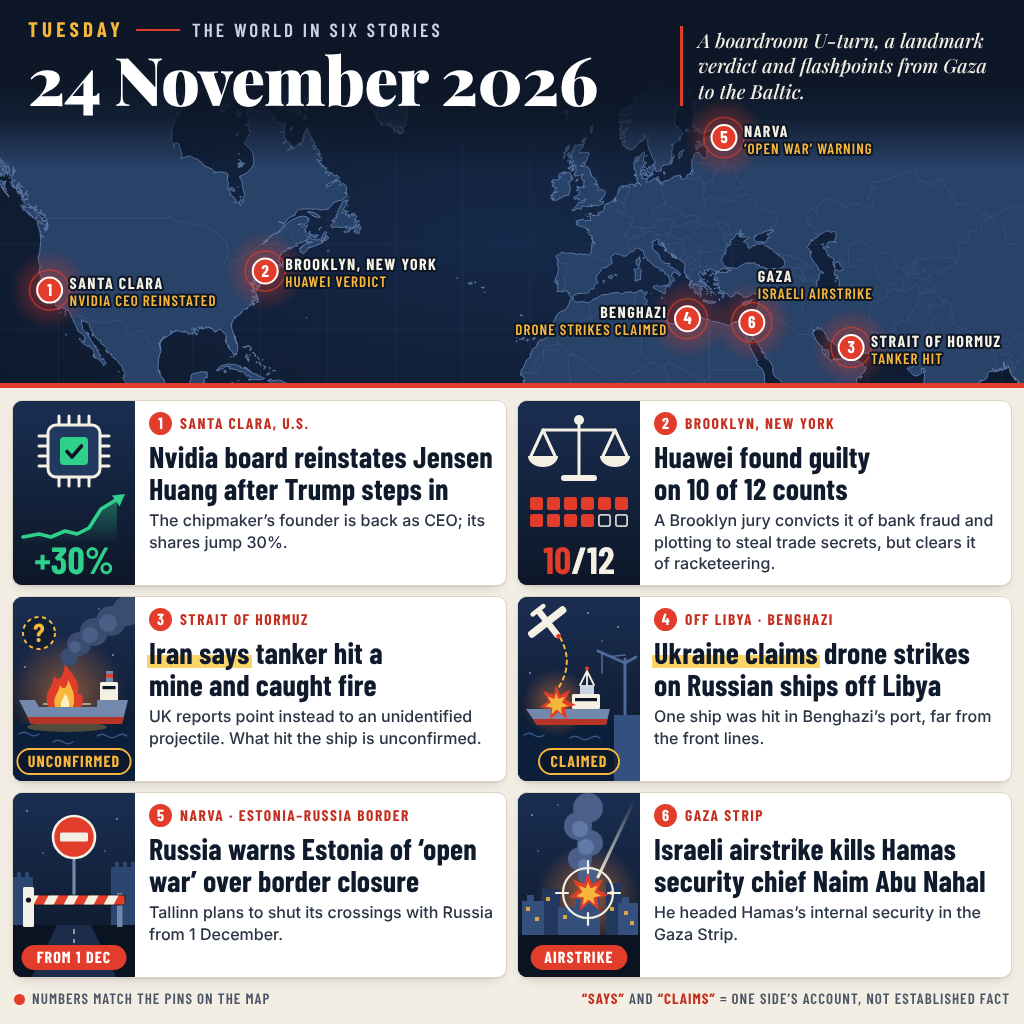 TUESDAY — THE WORLD IN SIX STORIES
24 November 2026
A boardroom U-turn, a landmark
verdict and flashpoints from Gaza
to the Baltic.
5
NARVA
‘OPEN WAR’ WARNING
1
SANTA CLARA
NVIDIA CEO REINSTATED
2
BROOKLYN, NEW YORK
HUAWEI VERDICT
GAZA
ISRAELI AIRSTRIKE
6
BENGHAZI
DRONE STRIKES CLAIMED
4
3
STRAIT OF HORMUZ
TANKER HIT
+30%
1 SANTA CLARA, U.S.
Nvidia board reinstates Jensen
Huang after Trump steps in
The chipmaker’s founder is back as CEO; its
shares jump 30%.
10/12
2 BROOKLYN, NEW YORK
Huawei found guilty
on 10 of 12 counts
A Brooklyn jury convicts it of bank fraud and
plotting to steal trade secrets, but clears it
of racketeering.
?
UNCONFIRMED
3 STRAIT OF HORMUZ
Iran says tanker hit a
mine and caught fire
UK reports point instead to an unidentified
projectile. What hit the ship is unconfirmed.
CLAIMED
4 OFF LIBYA · BENGHAZI
Ukraine claims drone strikes
on Russian ships off Libya
One ship was hit in Benghazi’s port, far from
the front lines.
FROM 1 DEC
5 NARVA · ESTONIA–RUSSIA BORDER
Russia warns Estonia of ‘open
war’ over border closure
Tallinn plans to shut its crossings with Russia
from 1 December.
AIRSTRIKE
6 GAZA STRIP
Israeli airstrike kills Hamas
security chief Naim Abu Nahal
He headed Hamas’s internal security in the
Gaza Strip.
NUMBERS MATCH THE PINS ON THE MAP
“SAYS” AND “CLAIMS” = ONE SIDE’S ACCOUNT, NOT ESTABLISHED FACT